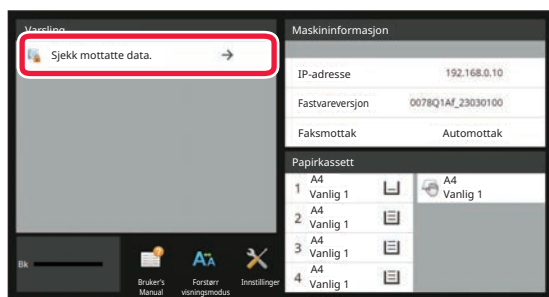 Varsling
Sjekk mottatte data.
Bk
Bruker's
Manual
Forstørr
visningsmodus
Innstillinger
Maskininformasjon
IP-adresse 192.168.0.10
Fastvareversjon 0078Q1Af_23030100
Faksmottak Automottak
Papirkassett
1 A4
Vanlig 1
A4
Vanlig 1
2 A4
Vanlig 1
3 A4
Vanlig 1
4 A4
Vanlig 1